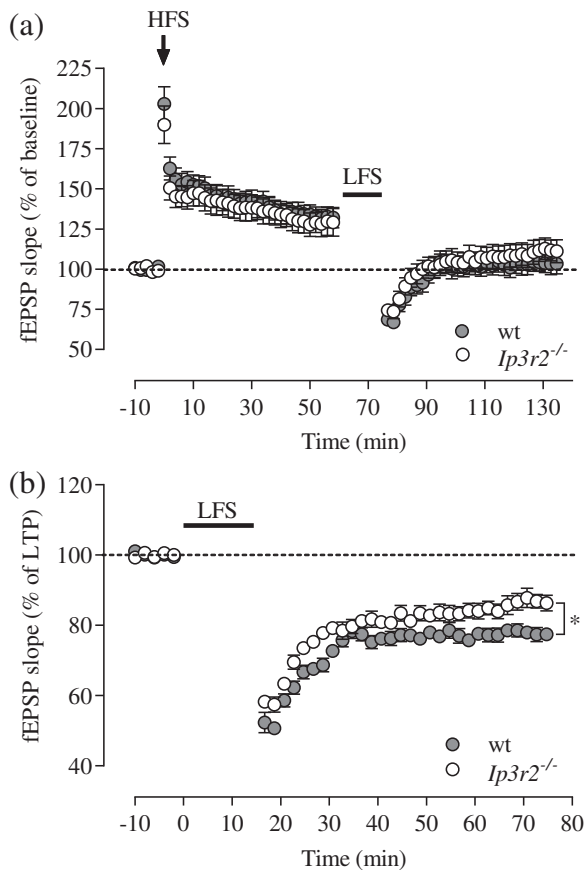 (a)
HFS
LFS
fEPSP slope (% of baseline)
225
200
175
150
125
100
75
50
wt
Ip3r2-/-
-10 10 30 50 70 90 110 130
Time (min)
(b)
LFS
fEPSP slope (% of LTP)
120
100
80
60
40
*
wt
Ip3r2-/-
-10 0 10 20 30 40 50 60 70 80
Time (min)